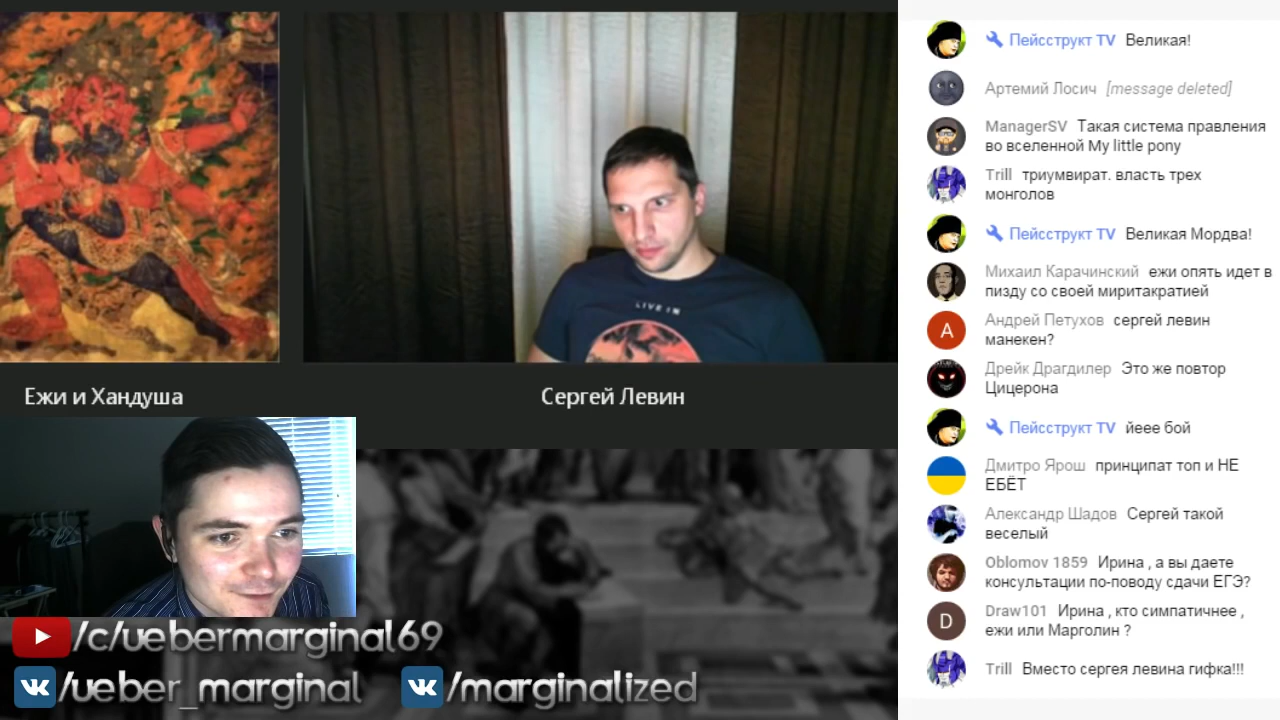 LIVE IN
Ежи и Хандуша
Сергей Левин
/c/uebermarginal69
/ueber_marginal
/marginalized
Пейсструкт TV Великая!
Артемий Лосич [message deleted]
ManagerSV Такая система правления
во вселенной My little pony
Trill триумвират. власть трех
монголов
Пейсструкт TV Великая Мордва!
Михаил Карачинский ежи опять идет в
пизду со своей миритакратией
A
Андрей Петухов сергей левин
манекен?
Дрейк Драгдилер Это же повтор
Цицерона
Пейсструкт TV йеее бой
Дмитро Ярош принципат топ и НЕ
ЕБЁТ
Александр Шадов Сергей такой
веселый
Oblomov 1859 Ирина , а вы даете
консультации по-поводу сдачи ЕГЭ?
D
Draw101 Ирина , кто симпатичнее ,
ежи или Марголин ?
Trill Вместо сергея левина гифка!!!